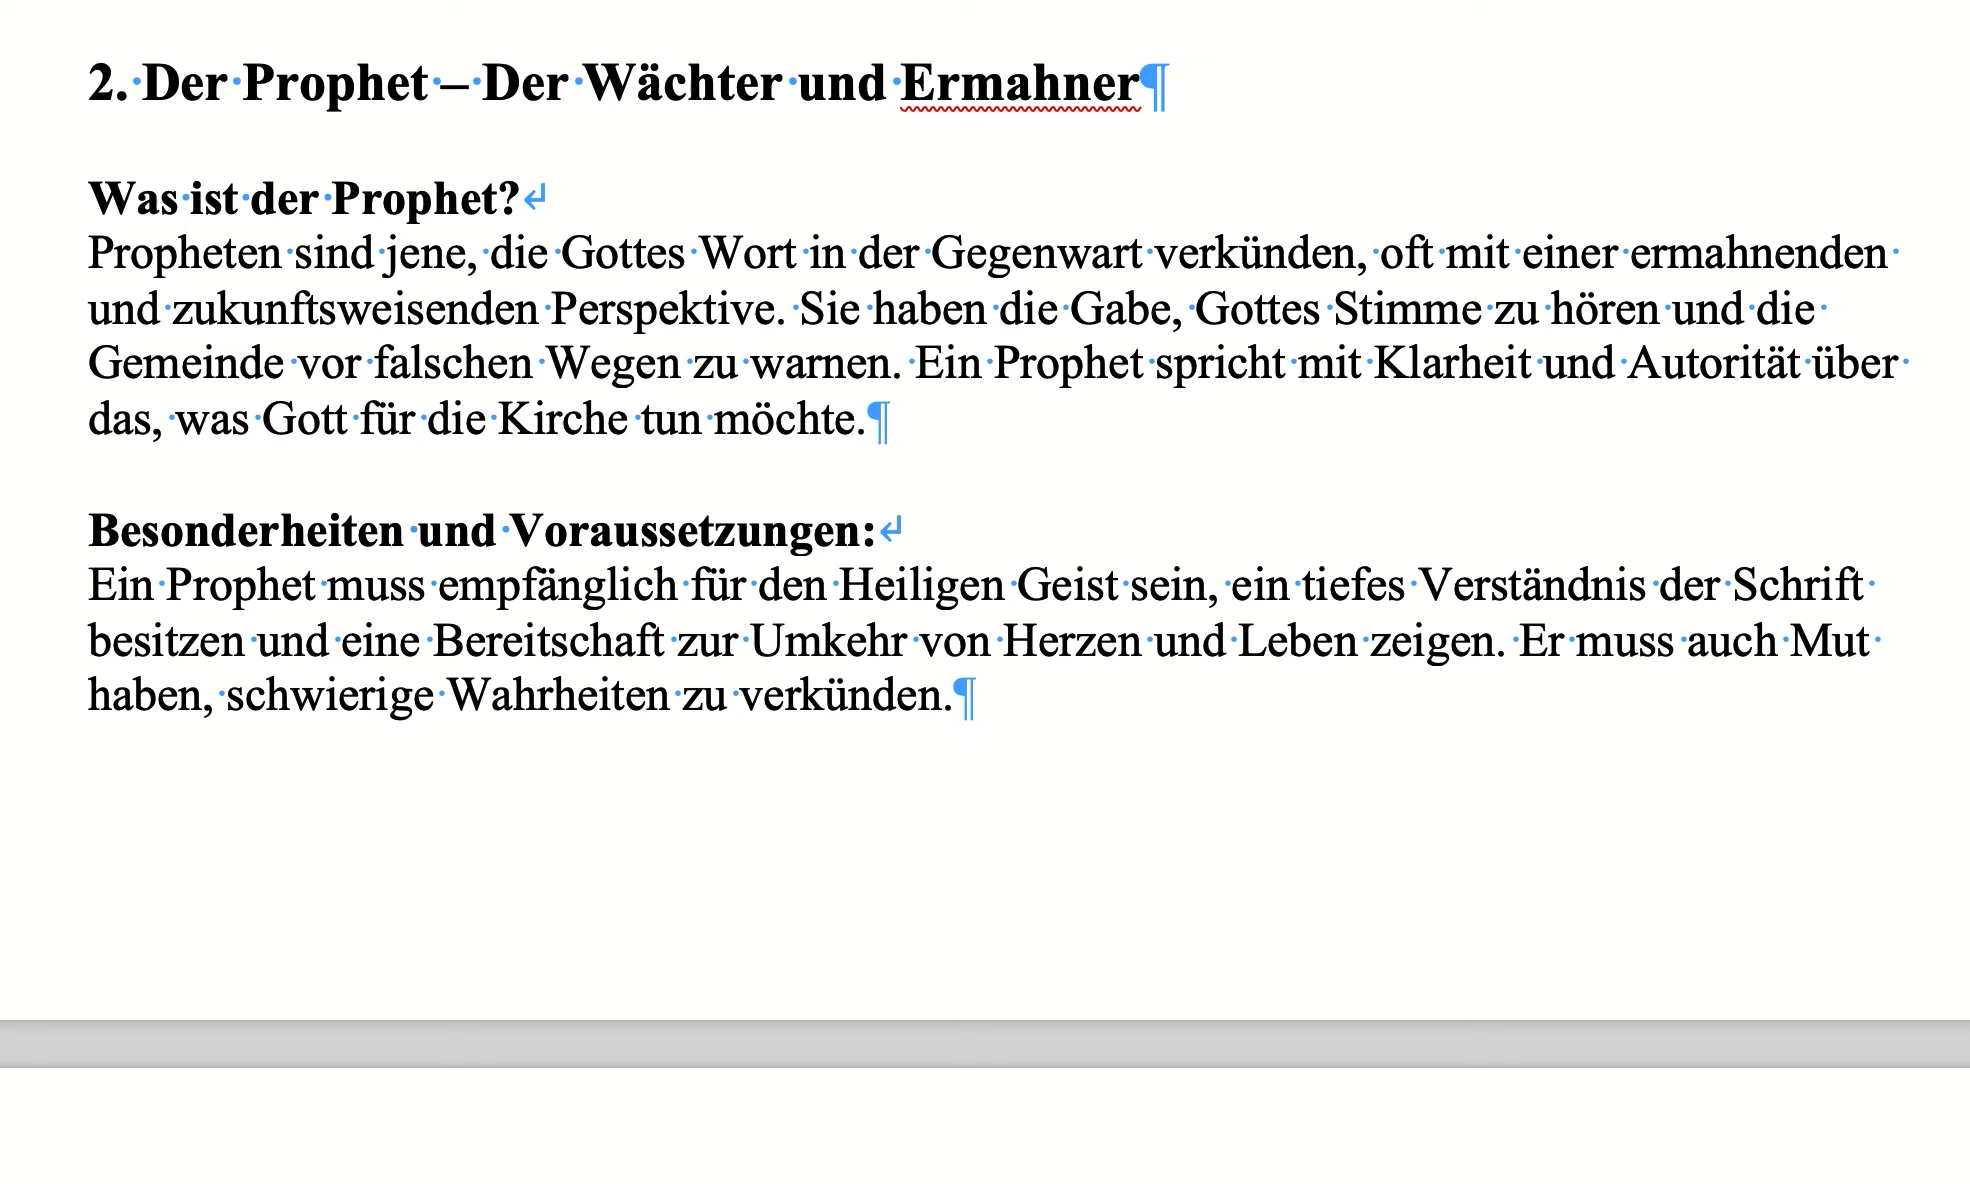 2. Der Prophet – Der Wächter und Ermahner¶
Was ist der Prophet?↵
Propheten sind jene, die Gottes Wort in der Gegenwart verkünden, oft mit einer ermahnenden
und zukunftsweisenden Perspektive. Sie haben die Gabe, Gottes Stimme zu hören und die
Gemeinde vor falschen Wegen zu warnen. Ein Prophet spricht mit Klarheit und Autorität über
das, was Gott für die Kirche tun möchte.¶
Besonderheiten und Voraussetzungen:↵
Ein Prophet muss empfänglich für den Heiligen Geist sein, ein tiefes Verständnis der Schrift
besitzen und eine Bereitschaft zur Umkehr von Herzen und Leben zeigen. Er muss auch Mut
haben, schwierige Wahrheiten zu verkünden.¶